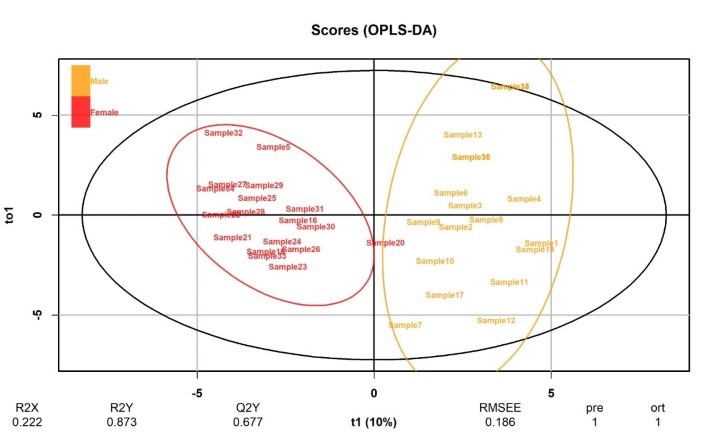 Scores (OPLS-DA)
Male
Female
Sample32
Sample5
Sample13
Sample27
Sample29
Sample25
Sample28
Sample31
Sample16
Sample30
Sample21
Sample24
Sample26
Sample33
Sample23
Sample20
Sample6
Sample4
Sample3
Sample8
Sample2
Sample1
Sample10
Sample11
Sample17
Sample12
Sample7
5
0
-5
to1
-5
0
5
R2X R2Y Q2Y RMSEE pre ort
0.222 0.873 0.677 t1 (10%) 0.186 1 1